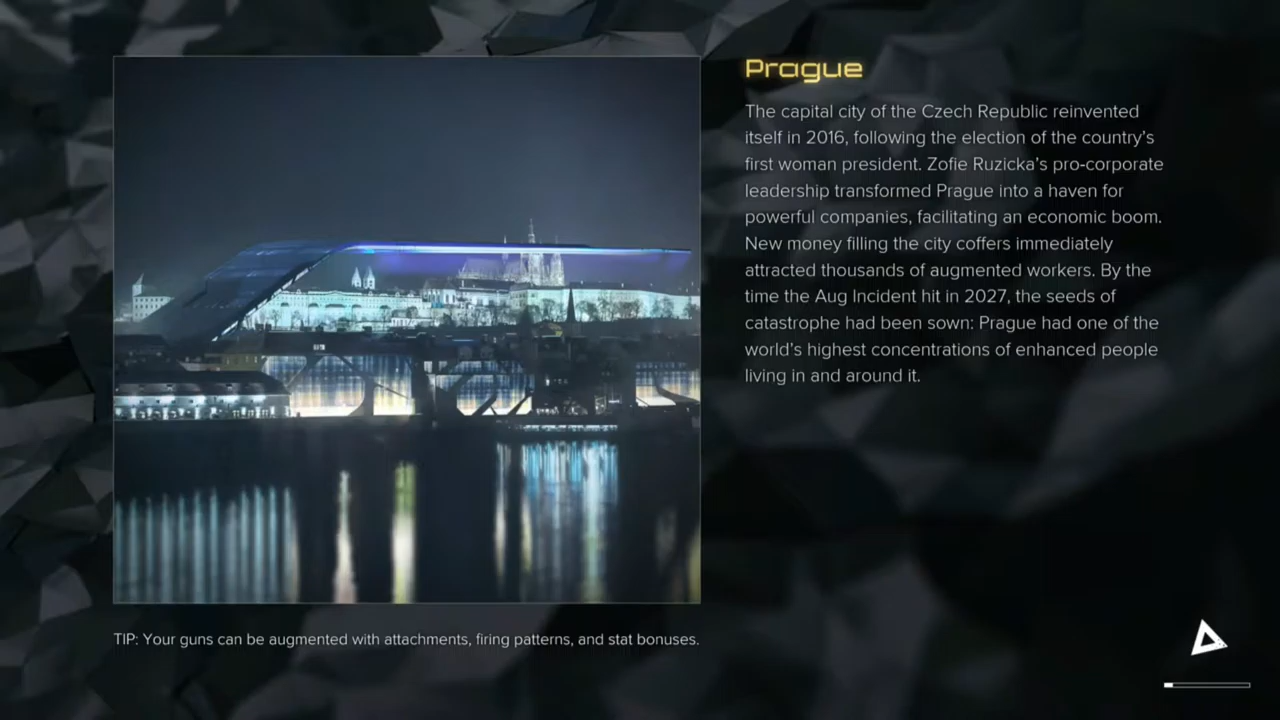 Prague
The capital city of the Czech Republic reinvented
itself in 2016, following the election of the country's
first woman president. Zofie Ruzicka's pro-corporate
leadership transformed Prague into a haven for
powerful companies, facilitating an economic boom.
New money filling the city coffers immediately
attracted thousands of augmented workers. By the
time the Aug Incident hit in 2027, the seeds of
catastrophe had been sown: Prague had one of the
world's highest concentrations of enhanced people
living in and around it.
TIP: Your guns can be augmented with attachments, firing patterns, and stat bonuses.